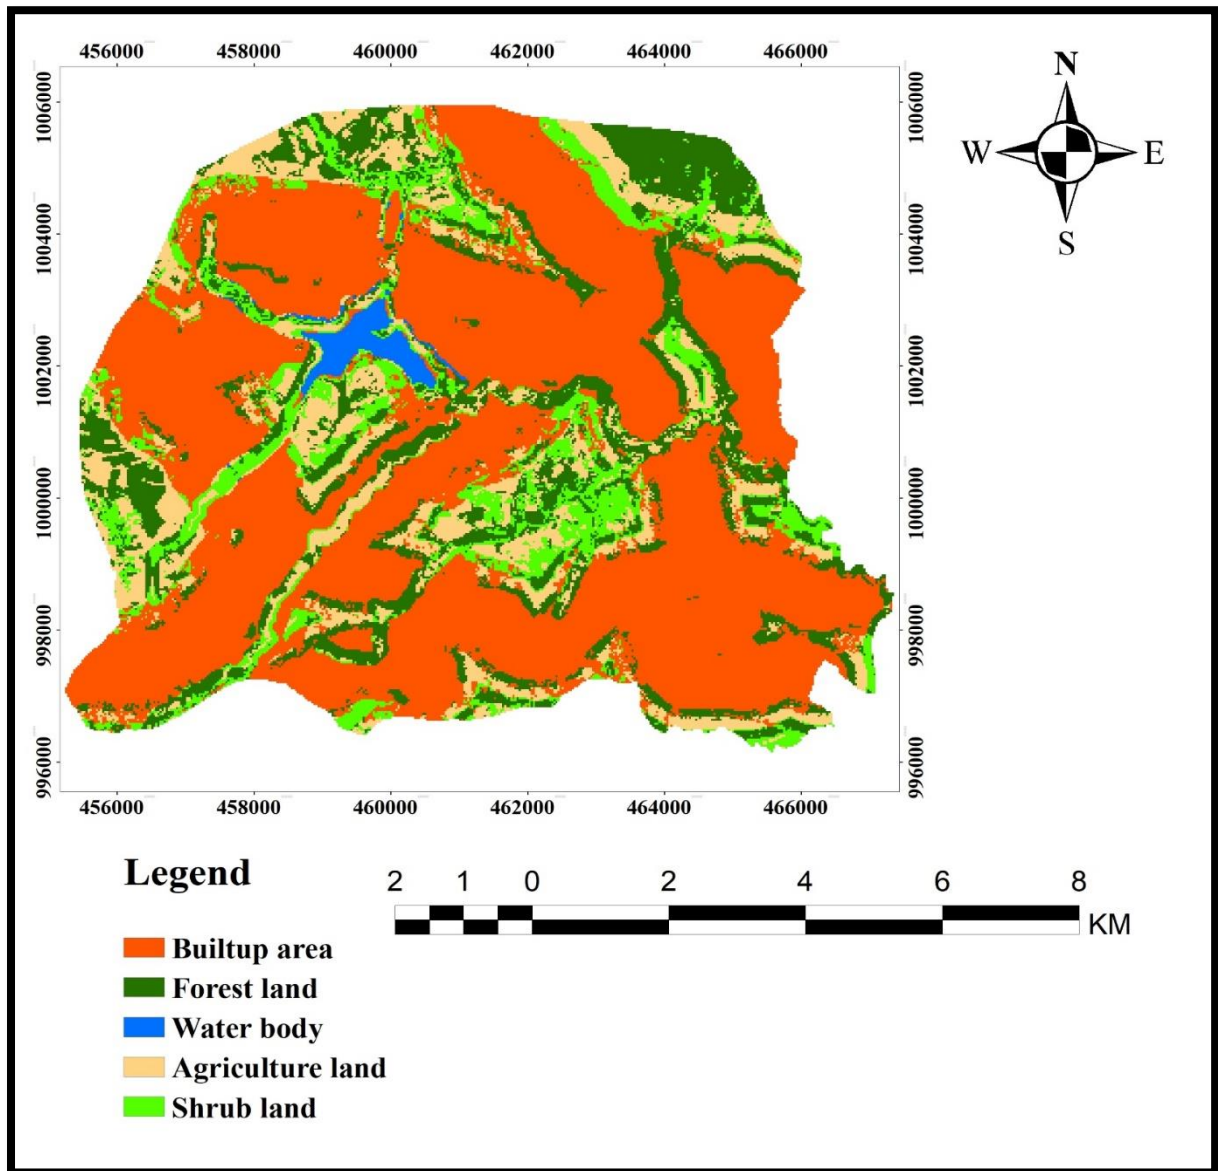 456000 458000 460000 462000 464000 466000
N
W E
S
1006000 1004000 1002000 1000000 998000 996000
1006000 1004000 1002000 1000000 998000 996000
456000 458000 460000 462000 464000 466000
Legend
2 1 0 2 4 6 8
KM
Builtup area
Forest land
Water body
Agriculture land
Shrub land